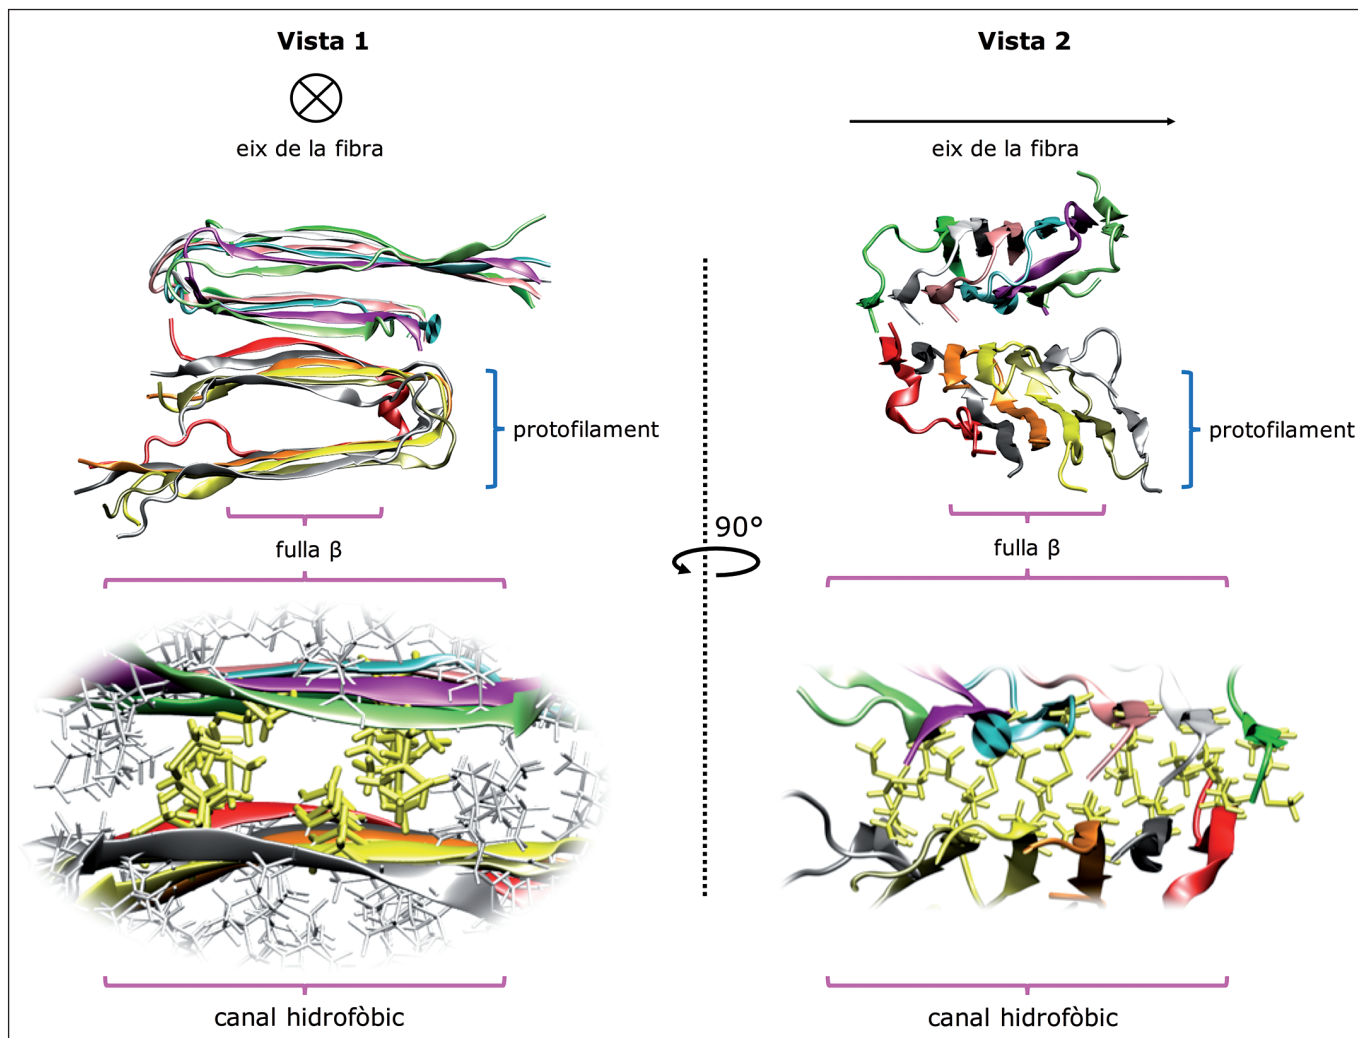 Vista 1
Vista 2
eix de la fibra
eix de la fibra
protofilament
protofilament
90°
fulla β
fulla β
canal hidrofòbic
canal hidrofòbic